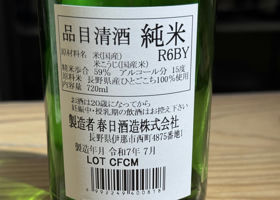 品目清酒 純米
R6BY
原材料名 米(国産米)
米こうじ(国産米)
精米歩合 59% アルコール分 15度
原料米 長野県産ひとごこち100%使用
内容量 720ml
お酒は20歳になってから
妊娠中・授乳期の飲酒はお控え下さい
製造者 春日酒造株式会社
長野県伊那市西町4875番地1
製造年月 令和7年 7月
LOT CFCM